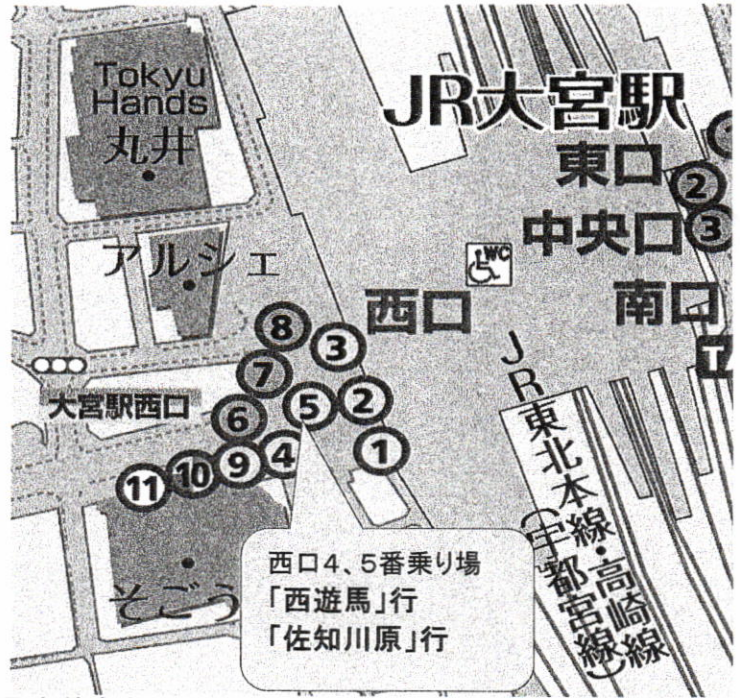 Tokyu
Hands
丸井
JR大宮駅
東口
②
中央口
③
南口
WC
アルシェ
西口
⑧
③
⑦
⑤
②
⑥
大宮駅西口
①
④
⑨
⑩
⑪
そごう
JR東北本線・高崎線
(宇都宮線)
西口4、5番乗り場
「西遊馬」行
「佐知川原」行